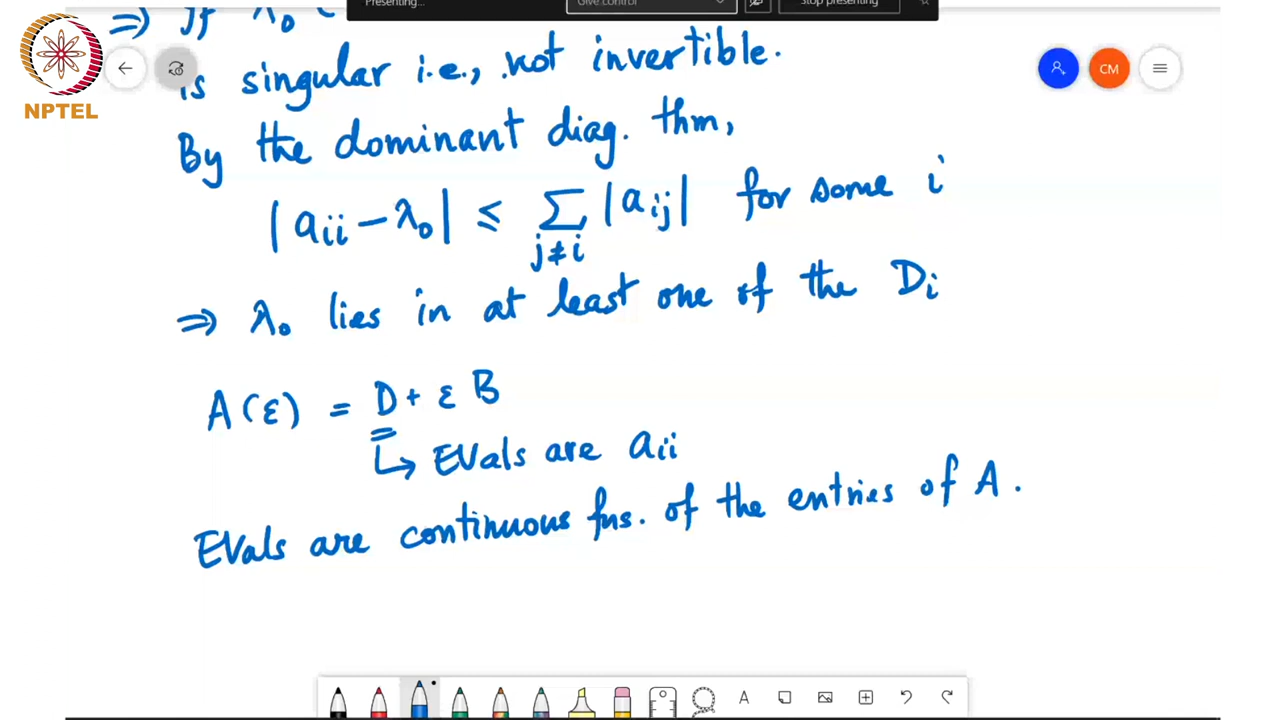 Presenting...
Give control
Stop presenting
⇒ If λ₀
is singular i.e., not invertible.
By the dominant diag. thm,
|aᵢᵢ − λ₀| ≤ ∑_{j≠i} |aᵢⱼ| for some i
⇒ λ₀ lies in at least one of the Dᵢ
A(ε) = D + ε B
↳ EVals are aᵢᵢ
EVals are continuous fns. of the entries of A.
NPTEL
CM
A